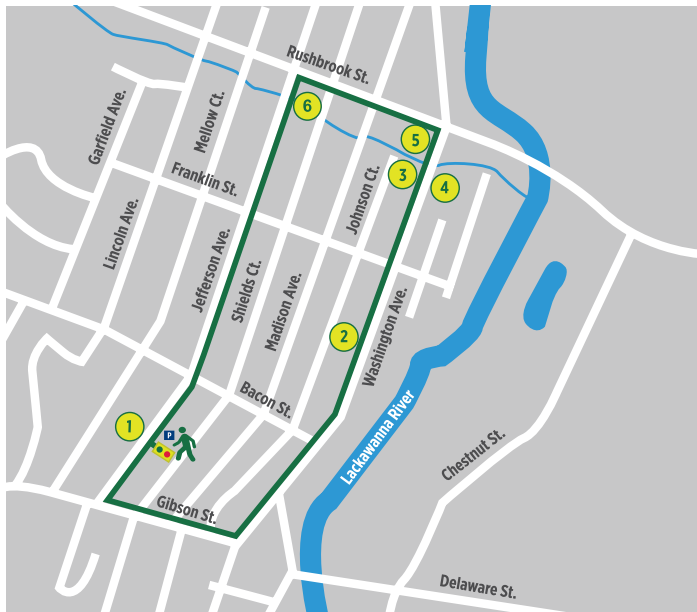 Rushbrook St.
6
5
Garfield Ave.
Mellow Ct.
Franklin St.
Johnson Ct.
3
4
Lincoln Ave.
Jefferson Ave.
Shields Ct.
Madison Ave.
2
Washington Ave.
Bacon St.
1
P
Lackawanna River
Chestnut St.
Gibson St.
Delaware St.